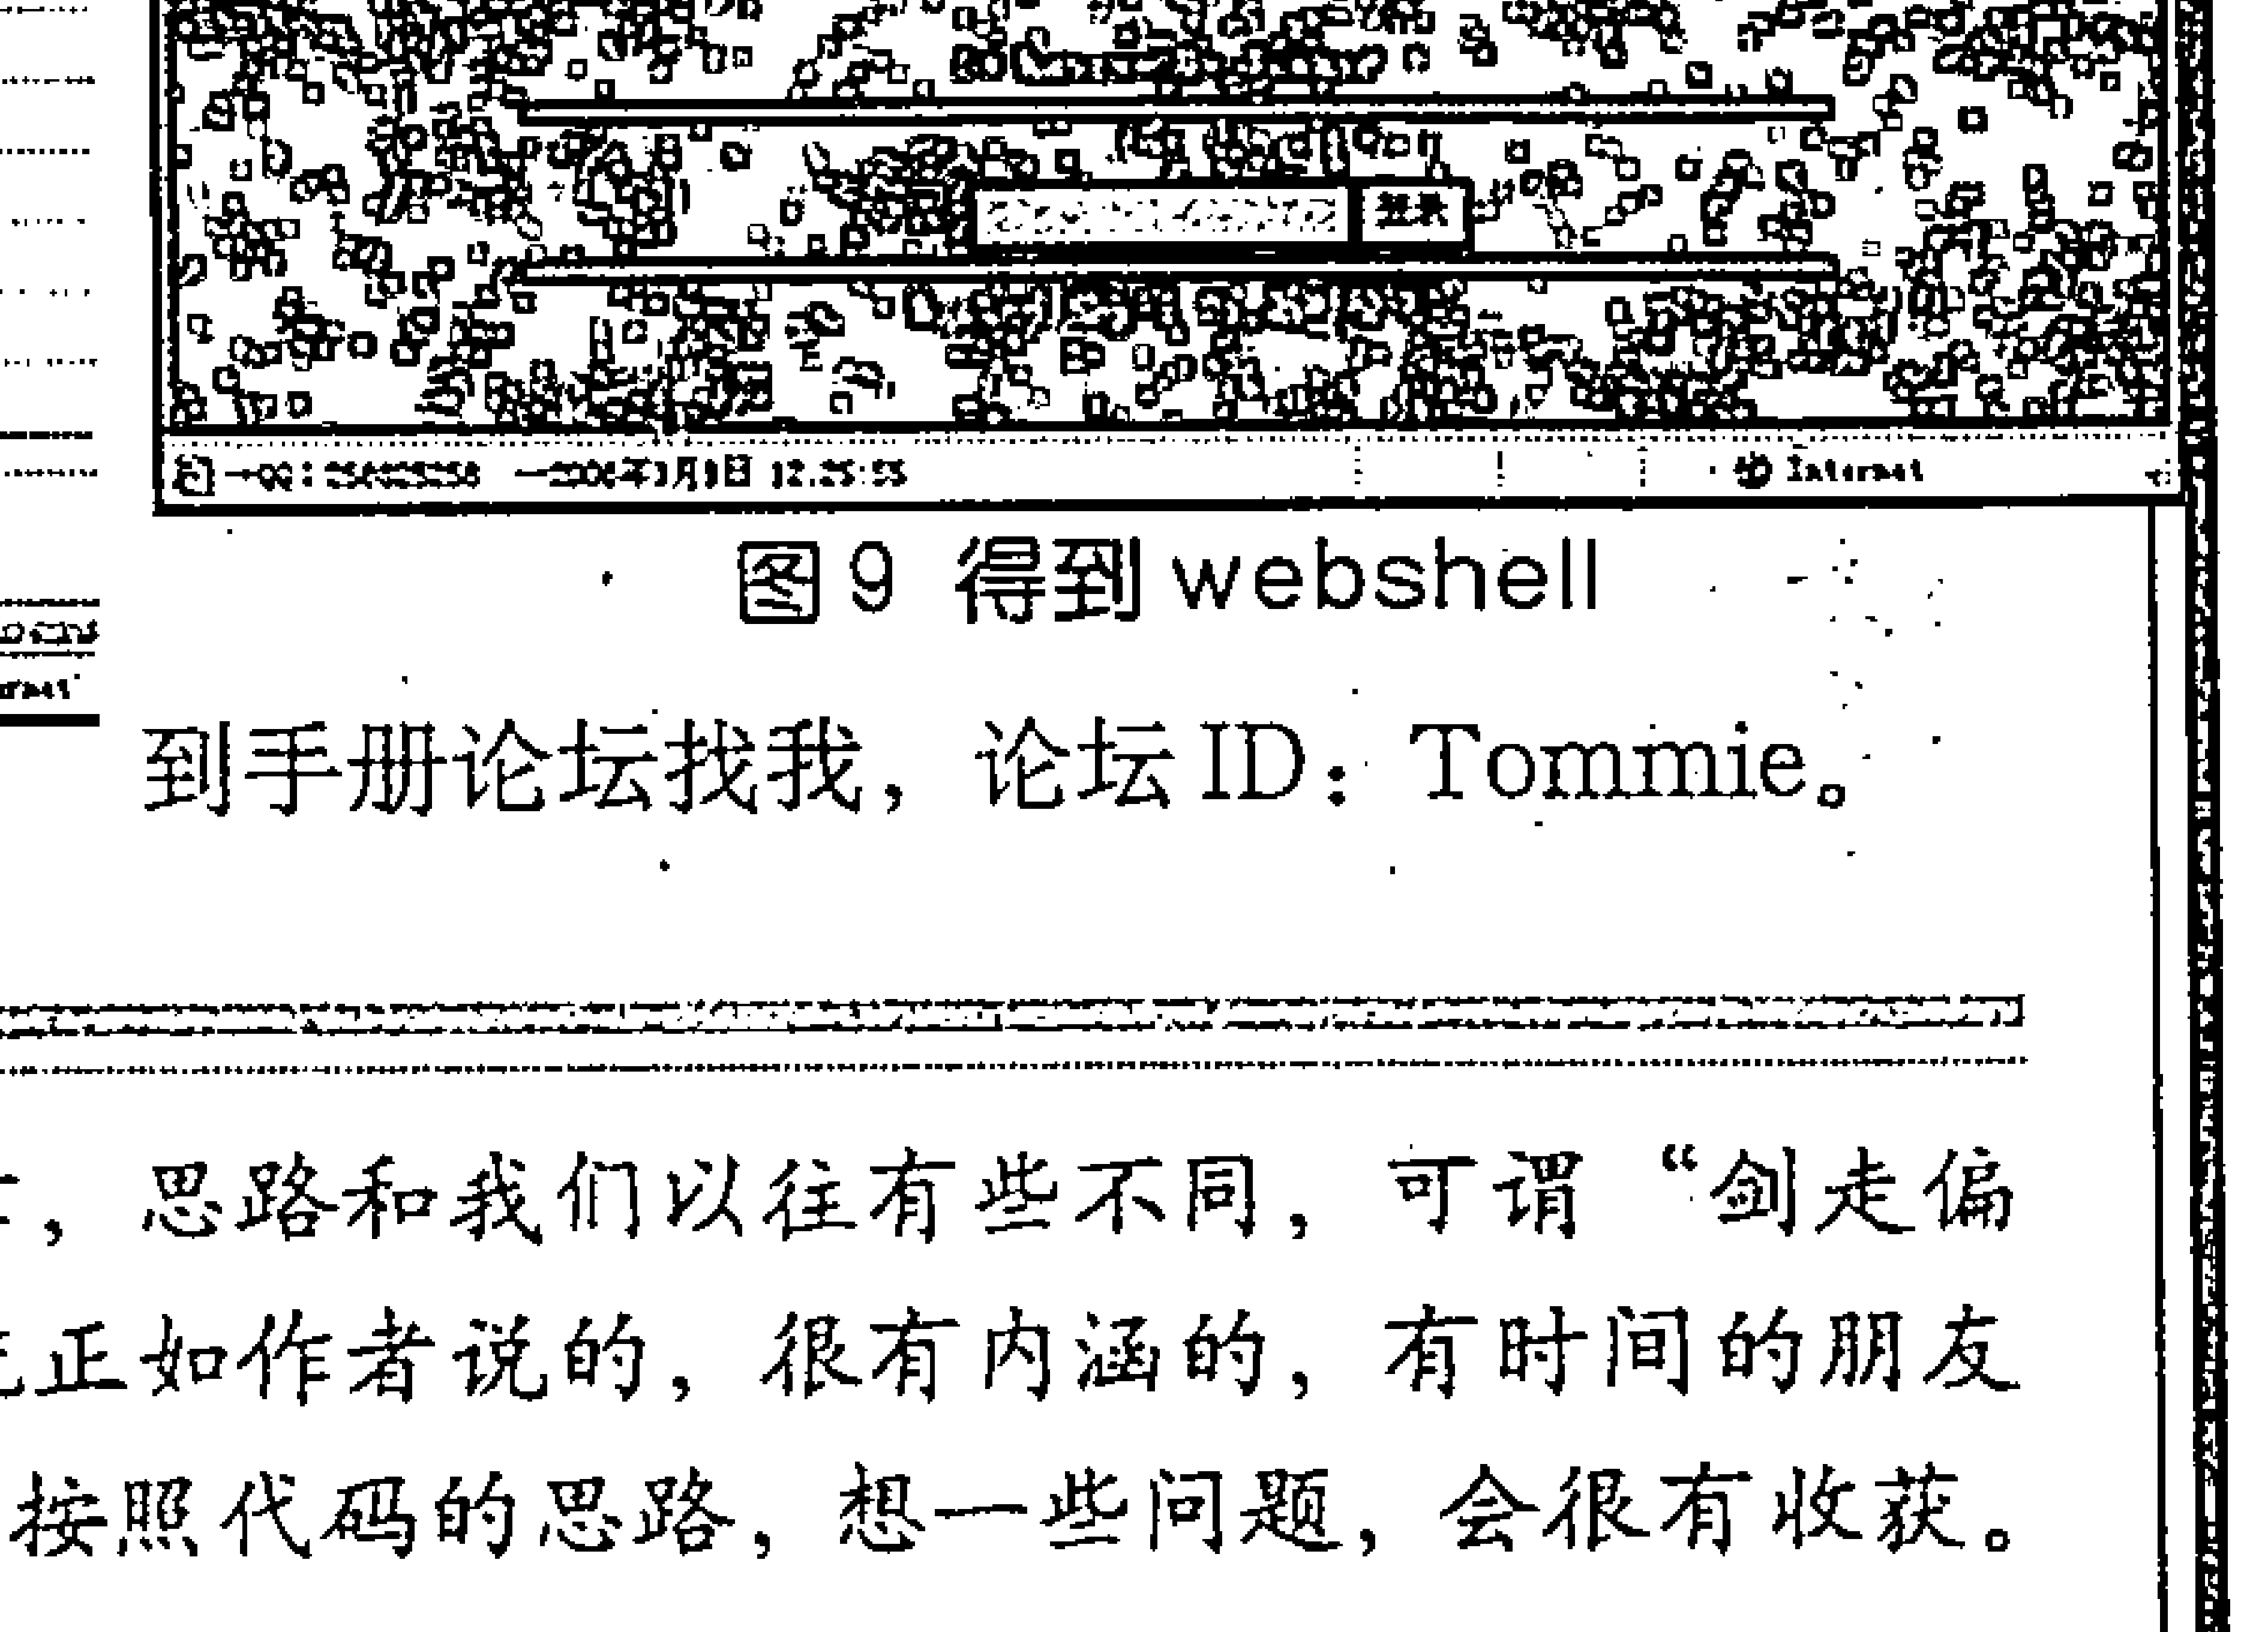 登录
Internet
图9 得到webshell
到手册论坛找我，论坛ID：Tommie。
，思路和我们以往有些不同，可谓“剑走偏
正如作者说的，很有内涵的，有时间的朋友
按照代码的思路，想一些问题，会很有收获。